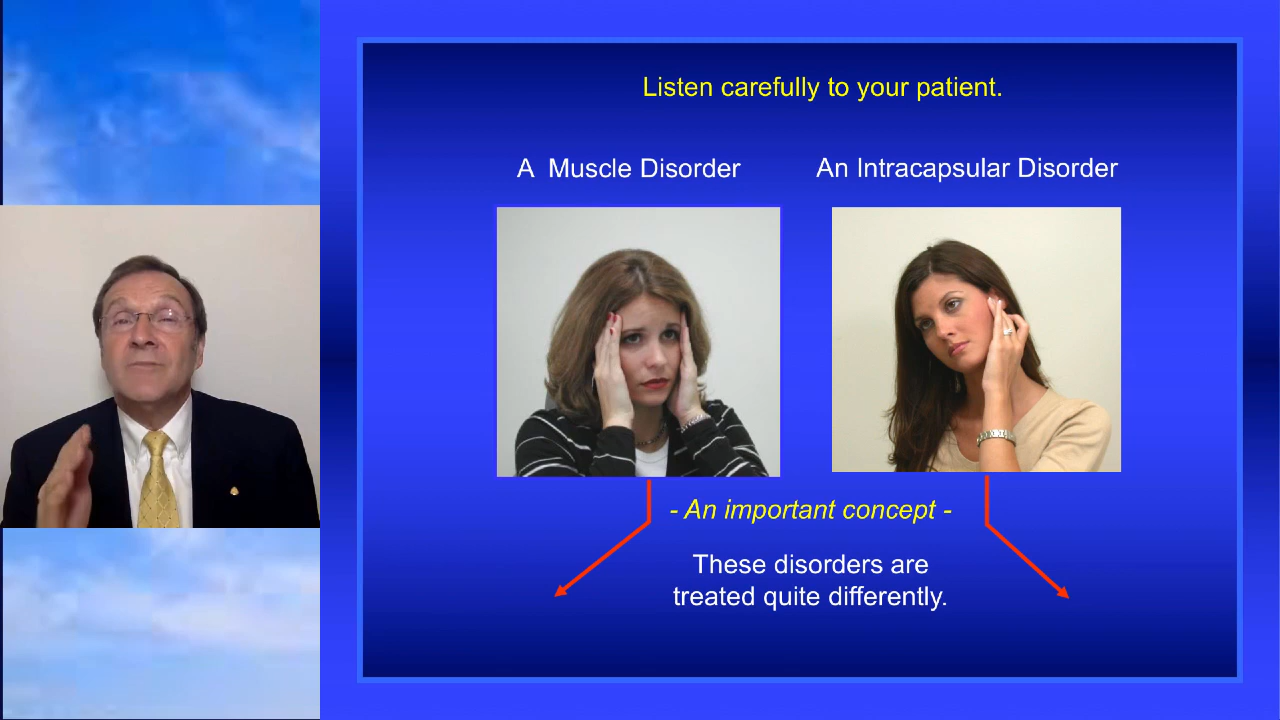 Listen carefully to your patient.
A  Muscle Disorder
An Intracapsular Disorder
- An important concept -
These disorders are
treated quite differently.